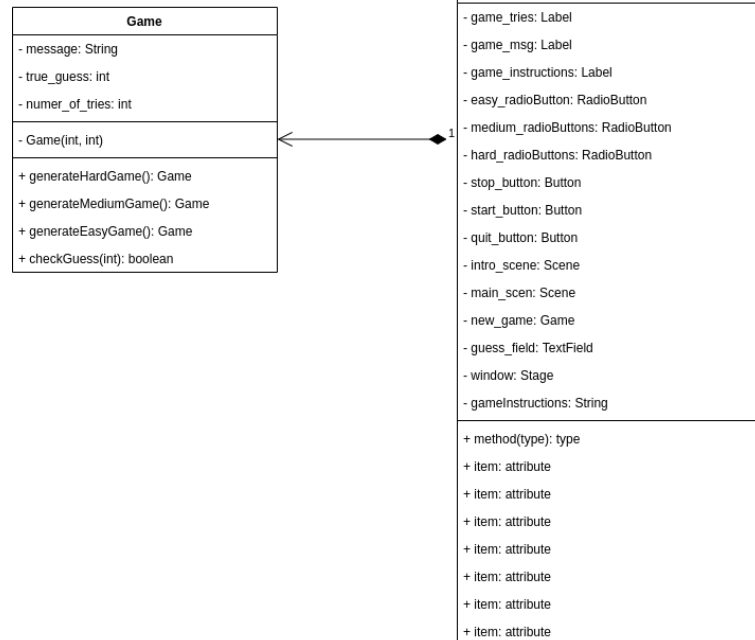 Game
- message: String
- true_guess: int
- numer_of_tries: int
- Game(int, int)
+ generateHardGame(): Game
+ generateMediumGame(): Game
+ generateEasyGame(): Game
+ checkGuess(int): boolean
1
- game_tries: Label
- game_msg: Label
- game_instructions: Label
- easy_radioButton: RadioButton
- medium_radioButtons: RadioButton
- hard_radioButtons: RadioButton
- stop_button: Button
- start_button: Button
- quit_button: Button
- intro_scene: Scene
- main_scen: Scene
- new_game: Game
- guess_field: TextField
- window: Stage
- gameInstructions: String
+ method(type): type
+ item: attribute
+ item: attribute
+ item: attribute
+ item: attribute
+ item: attribute
+ item: attribute
+ item: attribute